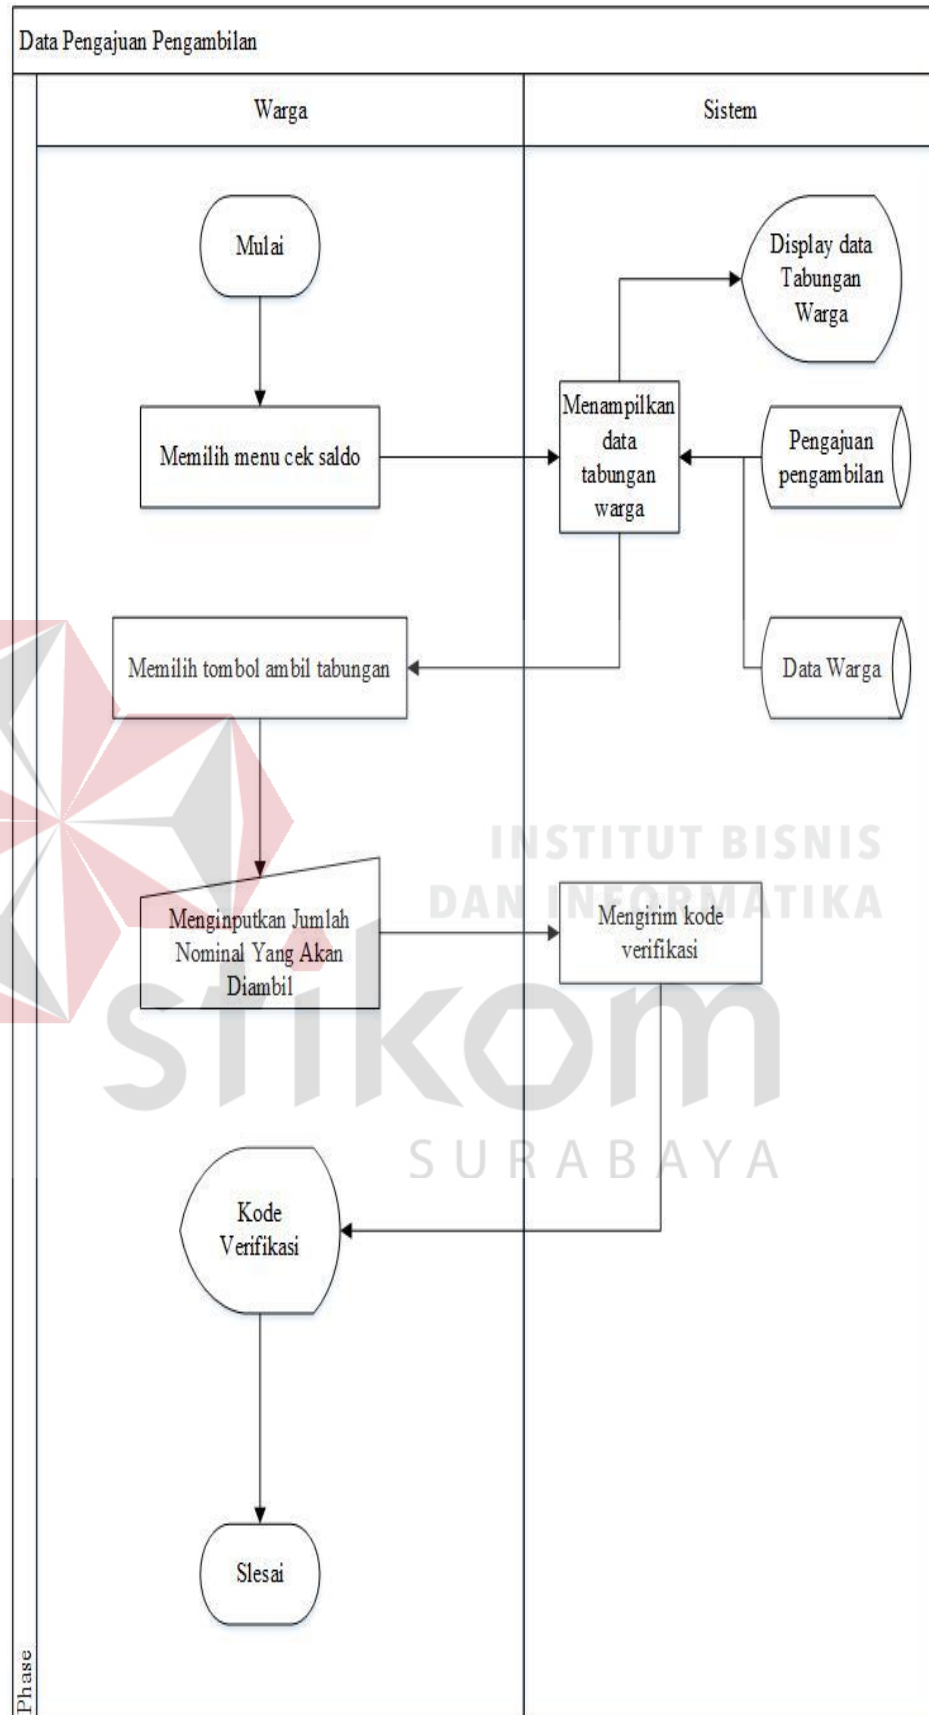 Data Pengajuan Pengambilan
Warga
Sistem
Mulai
Display data
Tabungan
Warga
Memilih menu cek saldo
Menampilkan
data
tabungan
warga
Pengajuan
pengambilan
Memilih tombol ambil tabungan
Data Warga
INSTITUT BISNIS
DAN INFORMATIKA
Menginputkan Jumlah
Nominal Yang Akan
Diambil
Mengirim kode
verifikasi
stikom
SURABAYA
Kode
Verifikasi
Slesai
Phase